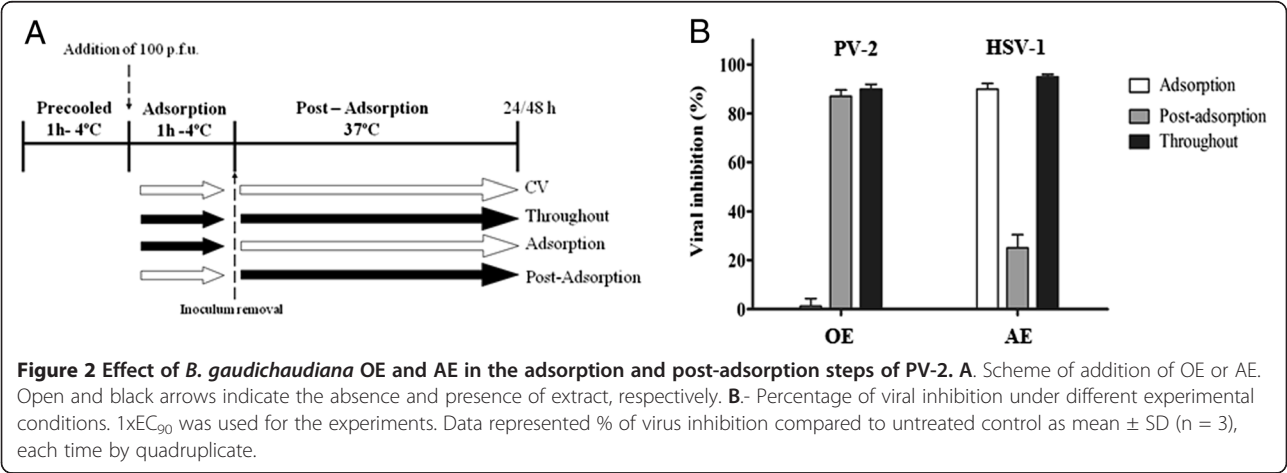 A
Addition of 100 p.f.u.
Precooled
1h- 4ºC
Adsorption
1h -4ºC
Post – Adsorption
37ºC
24/48 h
CV
Throughout
Adsorption
Post-Adsorption
Inoculum removal
B
PV-2
HSV-1
Viral inhibition (%)
100
80
60
40
20
0
OE
AE
Adsorption
Post-adsorption
Throughout
Figure 2 Effect of B. gaudichaudiana OE and AE in the adsorption and post-adsorption steps of PV-2. A. Scheme of addition of OE or AE.
Open and black arrows indicate the absence and presence of extract, respectively. B.- Percentage of viral inhibition under different experimental
conditions. 1xEC90 was used for the experiments. Data represented % of virus inhibition compared to untreated control as mean ± SD (n = 3),
each time by quadruplicate.